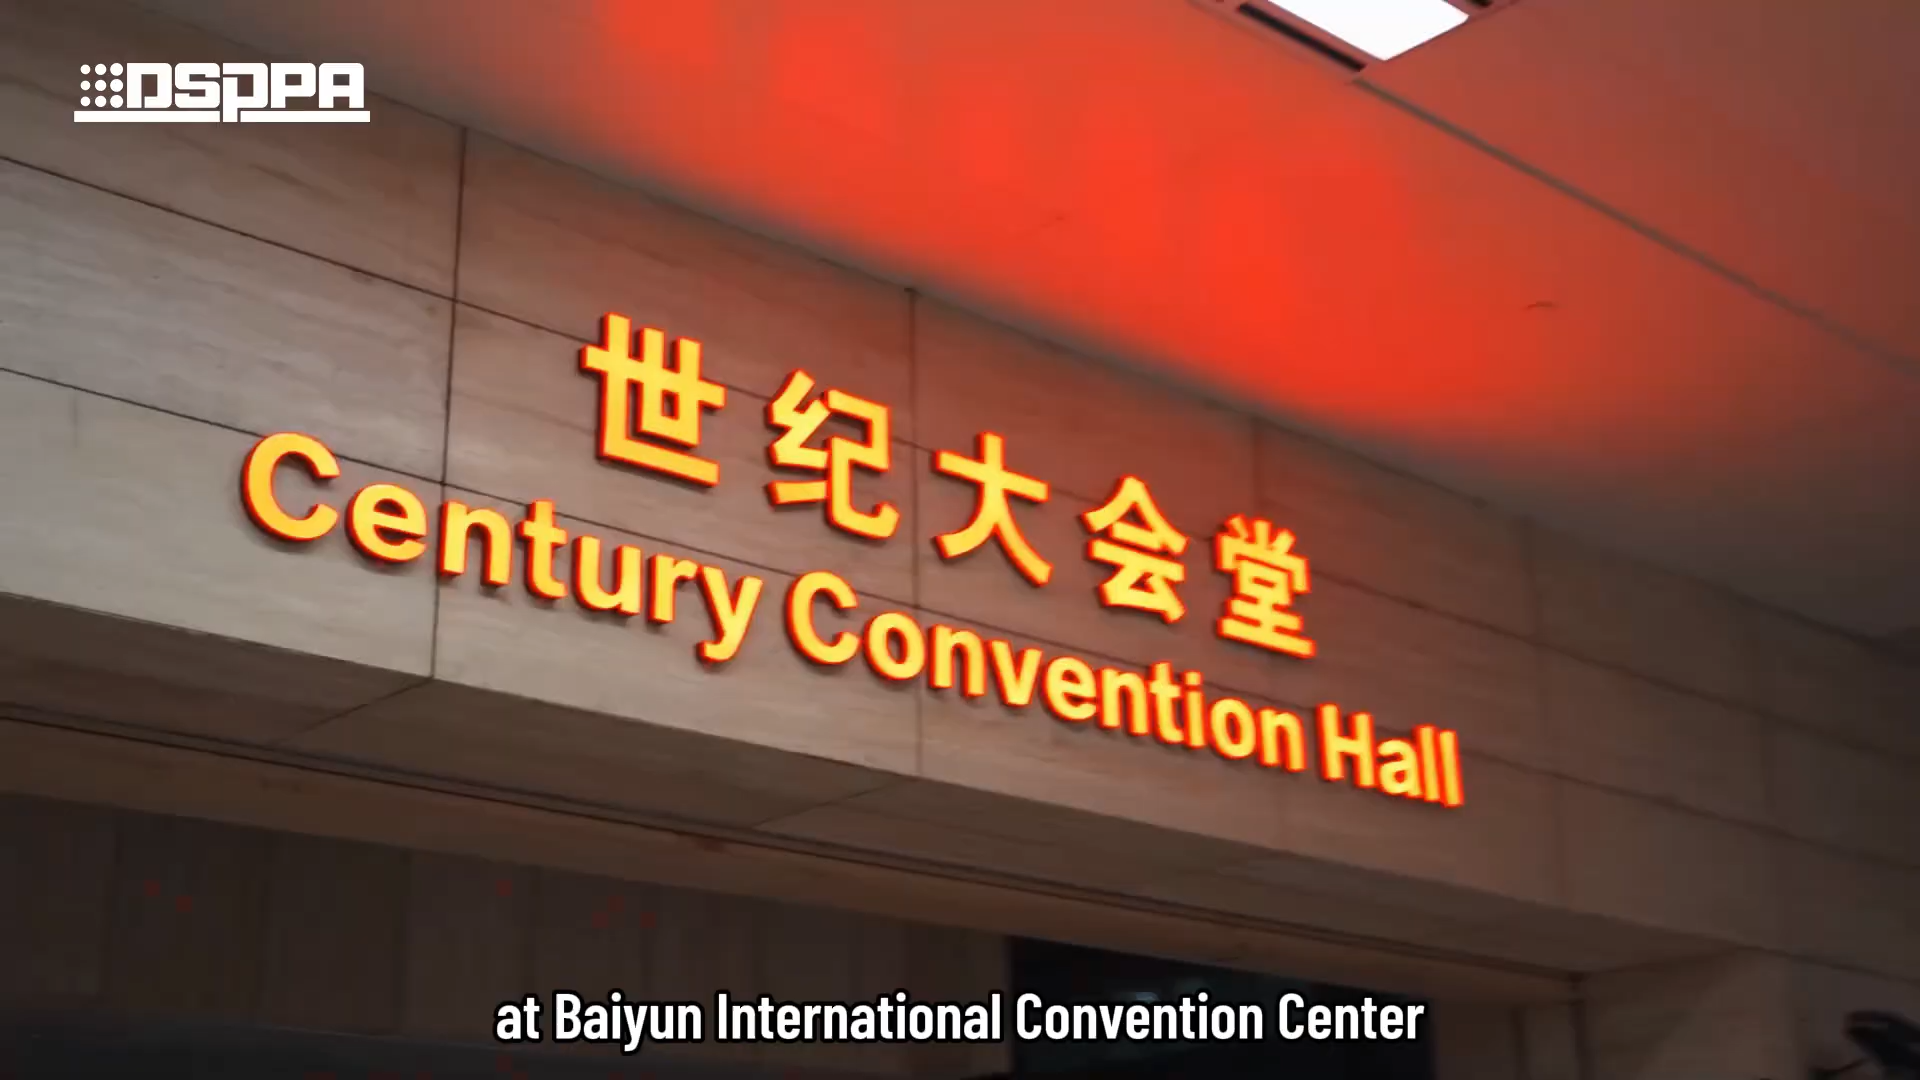 DSPPA
世纪大会堂
Century Convention Hall
at Baiyun International Convention Center